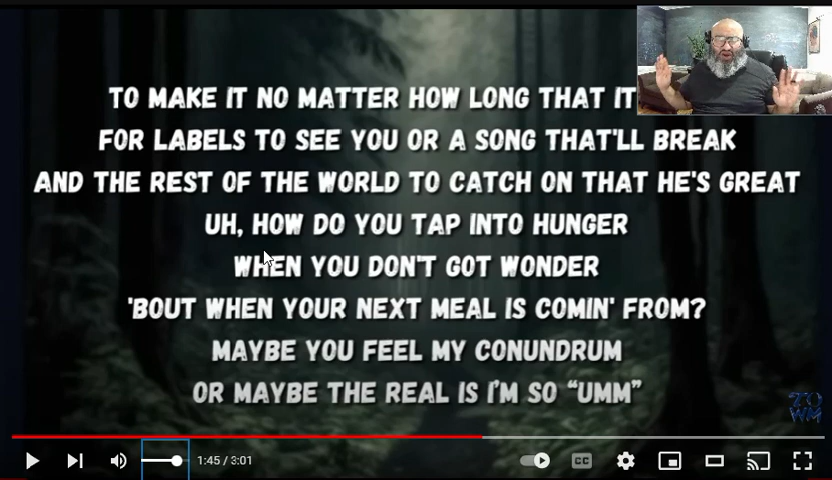 TO MAKE IT NO MATTER HOW LONG THAT IT
FOR LABELS TO SEE YOU OR A SONG THAT'LL BREAK
AND THE REST OF THE WORLD TO CATCH ON THAT HE'S GREAT
UH, HOW DO YOU TAP INTO HUNGER
WHEN YOU DON'T GOT WONDER
'BOUT WHEN YOUR NEXT MEAL IS COMIN' FROM?
MAYBE YOU FEEL MY CONUNDRUM
OR MAYBE THE REAL IS I'M SO “UMM”
TO
WM
1:45 / 3:01
CC